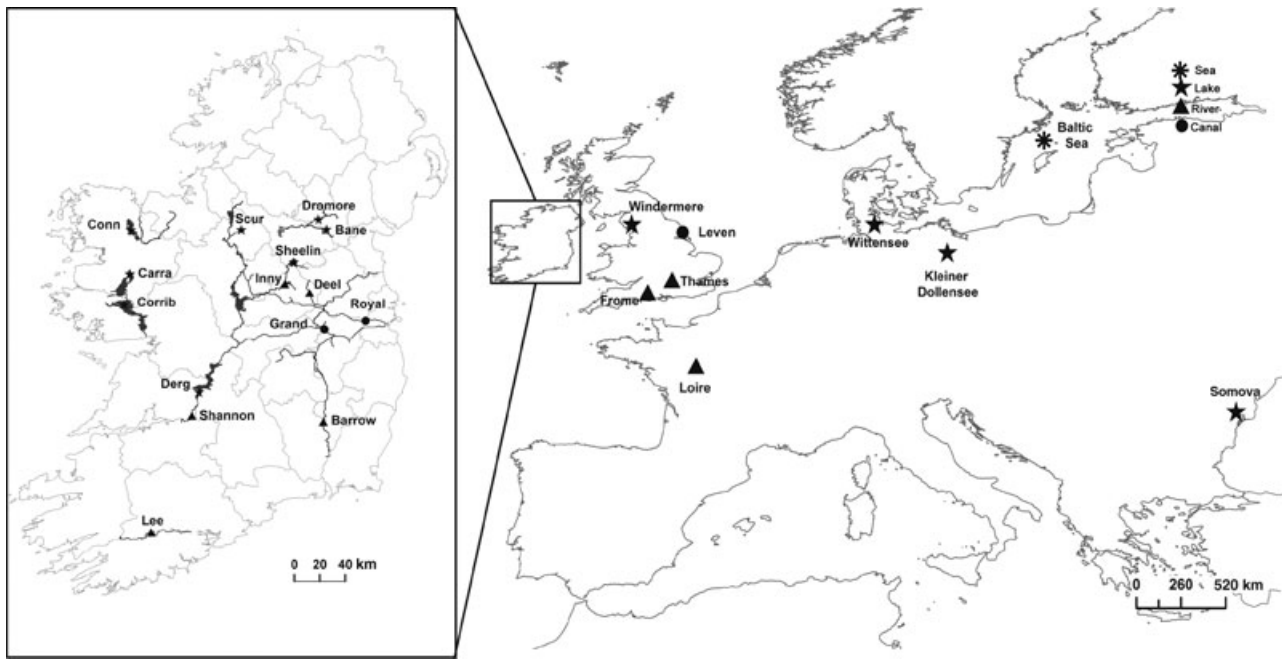 Dromore
Scur
Conn
Bane
Sheelin
Carra
Inny
Deel
Corrib
Royal
Grand
Derg
Shannon
Barrow
Lee
0 20 40 km
Sea
Lake
River
Canal
Baltic
Sea
Windermere
Leven
Wittensee
Thames
Kleiner
Dollensee
Frome
Loire
Somova
0 260 520 km